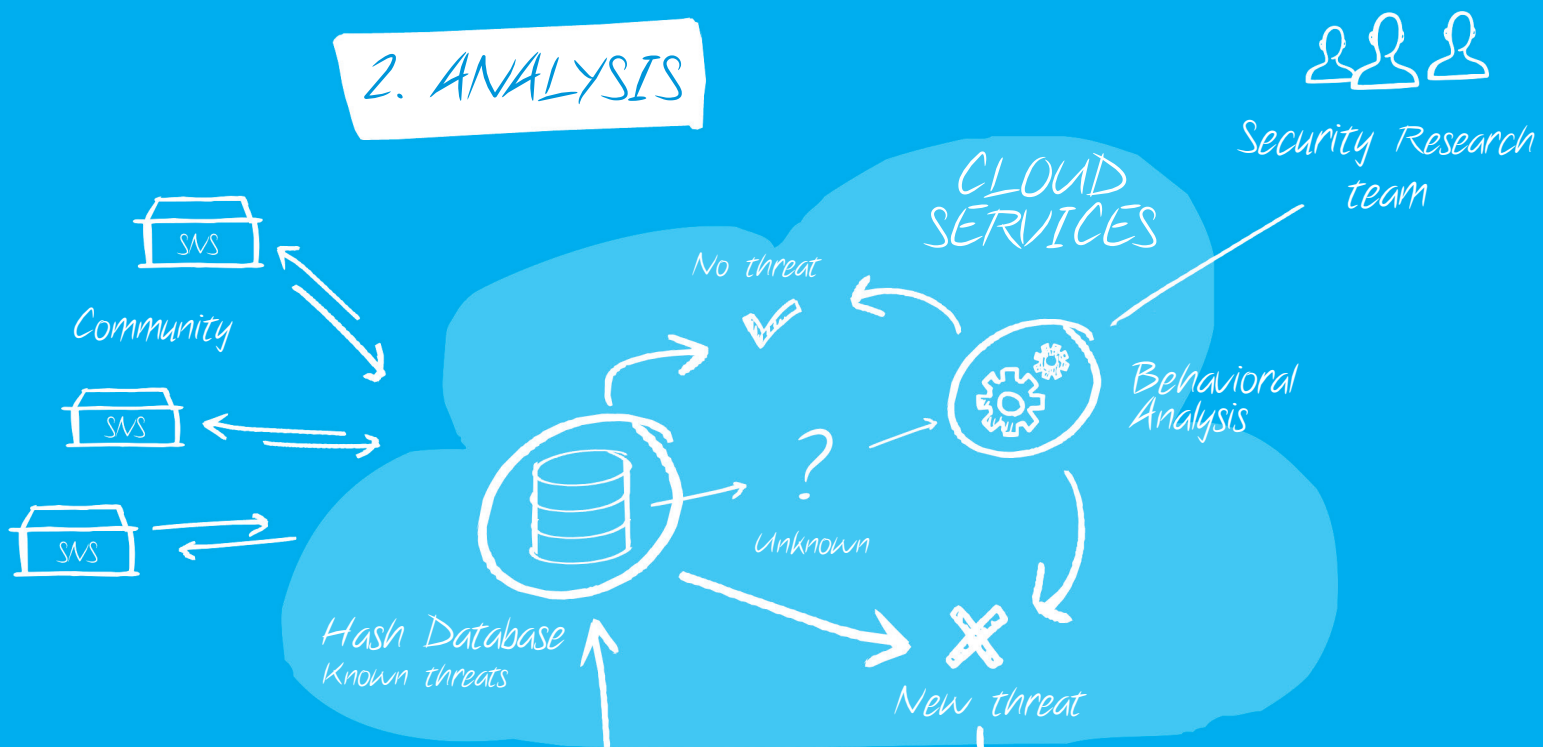 2. ANALYSIS
Security Research
team
CLOUD
SERVICES
SNS
No threat
Community
Behavioral
Analysis
SNS
Unknown
SNS
Hash Database
Known threats
New threat
?